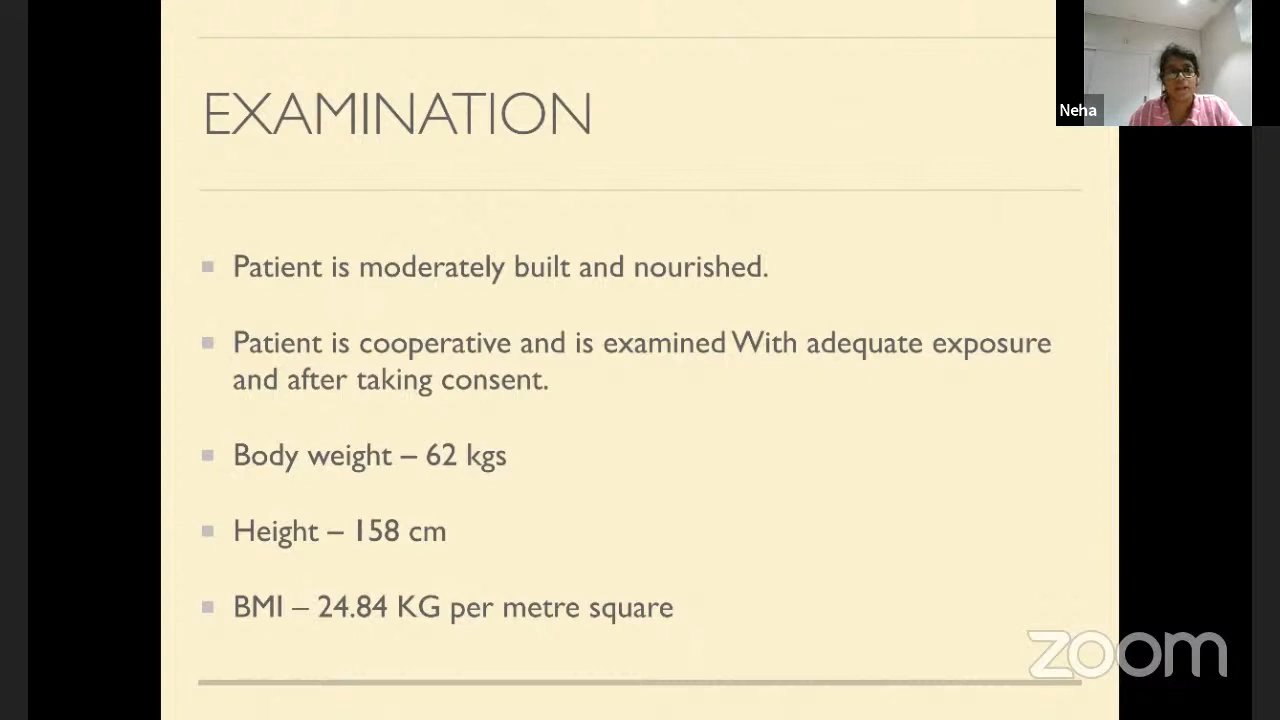 EXAMINATION
Neha
Patient is moderately built and nourished.
Patient is cooperative and is examined With adequate exposure
and after taking consent.
Body weight – 62 kgs
Height – 158 cm
BMI – 24.84 KG per metre square
zoom